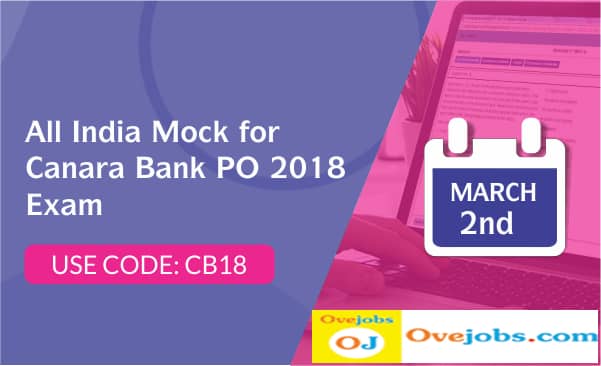 All India Mock for
Canara Bank PO 2018
Exam
USE CODE: CB18
MARCH
2nd
Ovejobs
OJ
Ovejobs.com